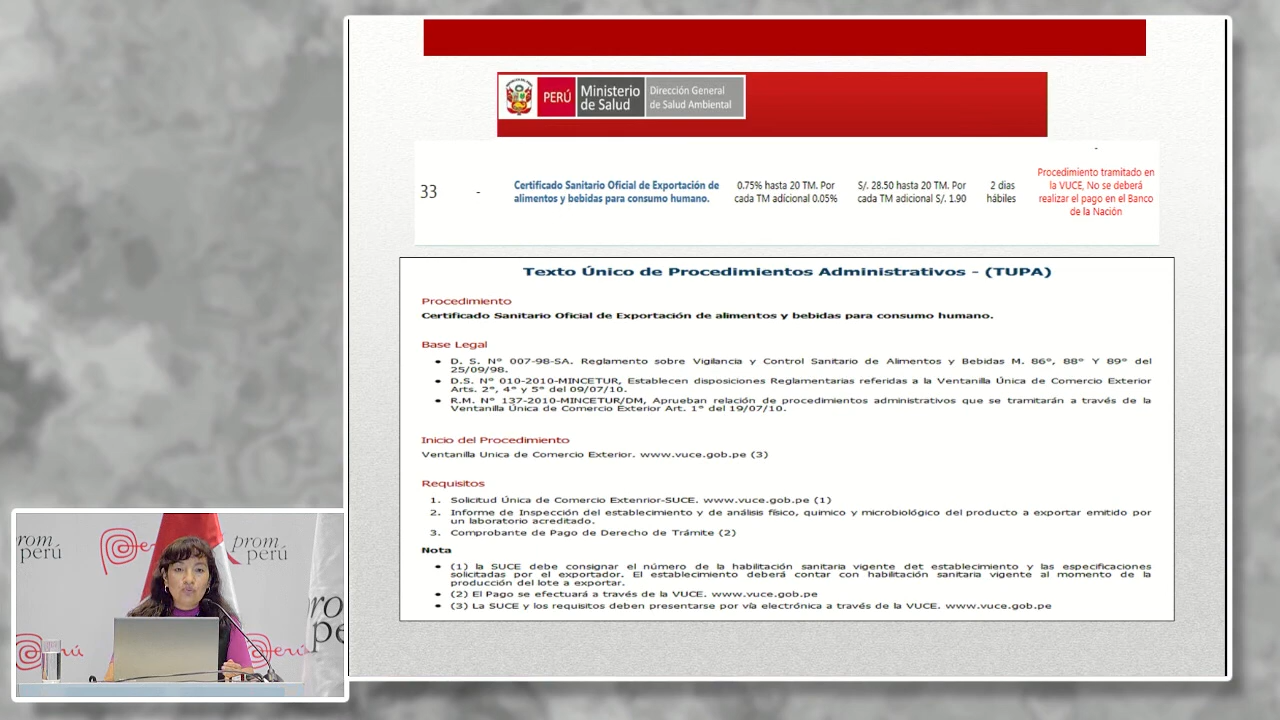 PERÚ
Ministerio
de Salud
Dirección General
de Salud Ambiental
33
-
Certificado Sanitario Oficial de Exportación de
alimentos y bebidas para consumo humano.
0.75% hasta 20 TM. Por
cada TM adicional 0.05%
S/. 28.50 hasta 20 TM. Por
cada TM adicional S/. 1.90
2 dias
hábiles
-
Procedimiento tramitado en
la VUCE, No se deberá
realizar el pago en el Banco
de la Nación
Texto Único de Procedimientos Administrativos - (TUPA)
Procedimiento
Certificado Sanitario Oficial de Exportación de alimentos y bebidas para consumo humano.
Base Legal
• D. S. N° 007-98-SA. Reglamento sobre Vigilancia y Control Sanitario de Alimentos y Bebidas M. 86°, 88° Y 89° del
25/09/98.
• D.S. N° 010-2010-MINCETUR, Establecen disposiciones Reglamentarias referidas a la Ventanilla Única de Comercio Exterior
Arts. 2°, 4° y 5° del 09/07/10.
• R.M. N° 137-2010-MINCETUR/DM, Aprueban relación de procedimientos administrativos que se tramitarán a través de la
Ventanilla Única de Comercio Exterior Art. 1° del 19/07/10.
Inicio del Procedimiento
Ventanilla Unica de Comercio Exterior. www.vuce.gob.pe (3)
Requisitos
1. Solicitud Única de Comercio Extenrior-SUCE. www.vuce.gob.pe (1)
2. Informe de Inspección del establecimiento y de análisis físico, quimico y microbiológico del producto a exportar emitido por
un laboratorio acreditado.
3. Comprobante de Pago de Derecho de Trámite (2)
Nota
• (1) la SUCE debe consignar el número de la habilitación sanitaria vigente det establecimiento y las especificaciones
solicitadas por el exportador. El establecimiento deberá contar con habilitación sanitaria vigente al momento de la
producción del lote a exportar.
• (2) El Pago se efectuará a través de la VUCE. www.vuce.gob.pe
• (3) La SUCE y los requisitos deben presentarse por vía electrónica a través de la VUCE. www.vuce.gob.pe
rom
perú
Pe
prom
perú
pro
pe
rú
Perú